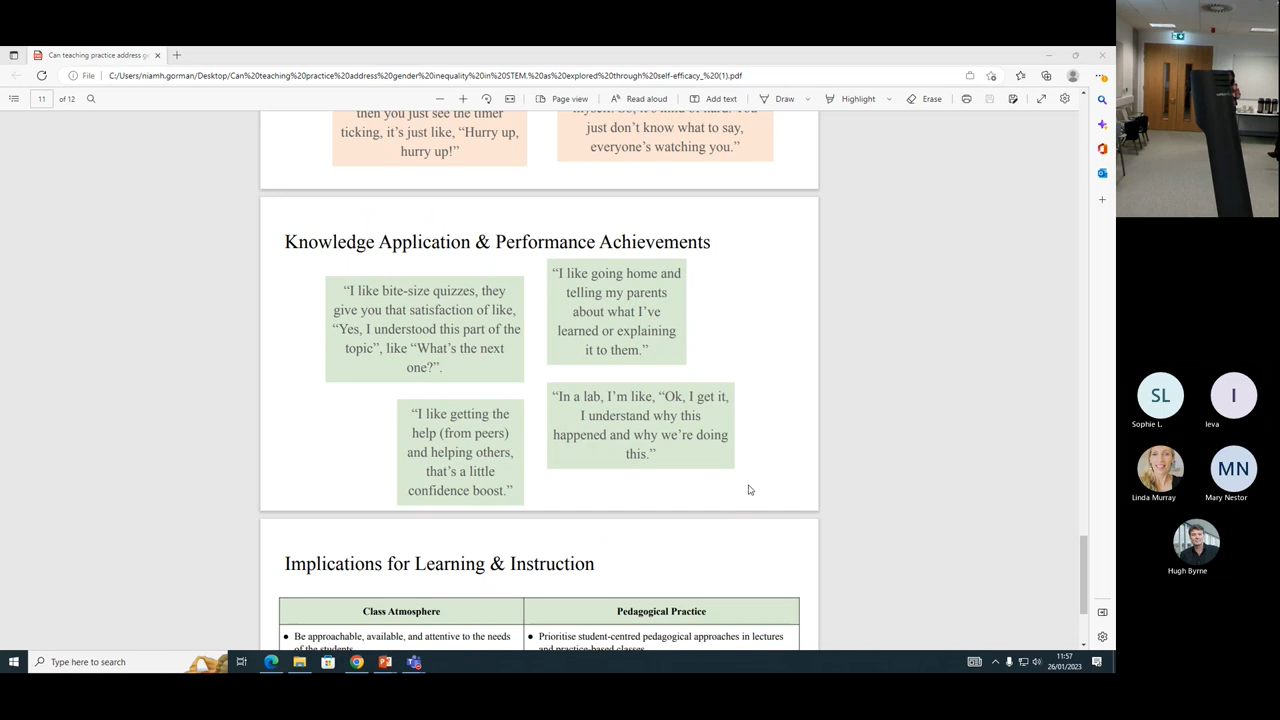 Can teaching practice address g
File
C:/Users/niamh.gorman/Desktop/Can%20teaching%20practice%20address%20gender%20inequality%20in%20STEM,%20as%20explored%20through%20self-efficacy_%20(1).pdf
11 of 12
Page view
Read aloud
Add text
Draw
Highlight
Erase
then you just see the timer
ticking, it's just like, "Hurry up,
hurry up!"
just don't know what to say,
everyone's watching you."
Knowledge Application & Performance Achievements
"I like bite-size quizzes, they
give you that satisfaction of like,
"Yes, I understood this part of the
topic", like "What's the next
one?".
"I like going home and
telling my parents
about what I've
learned or explaining
it to them."
"I like getting the
help (from peers)
and helping others,
that's a little
confidence boost."
"In a lab, I'm like, "Ok, I get it,
I understand why this
happened and why we're doing
this."
Implications for Learning & Instruction
Class Atmosphere
Pedagogical Practice
● Be approachable, available, and attentive to the needs
of the students
● Prioritise student-centred pedagogical approaches in lectures
and practice-based classes
SL
Sophie L.
I
Ieva
Linda Murray
MN
Mary Nestor
Hugh Byrne
Type here to search
11:57
26/01/2023